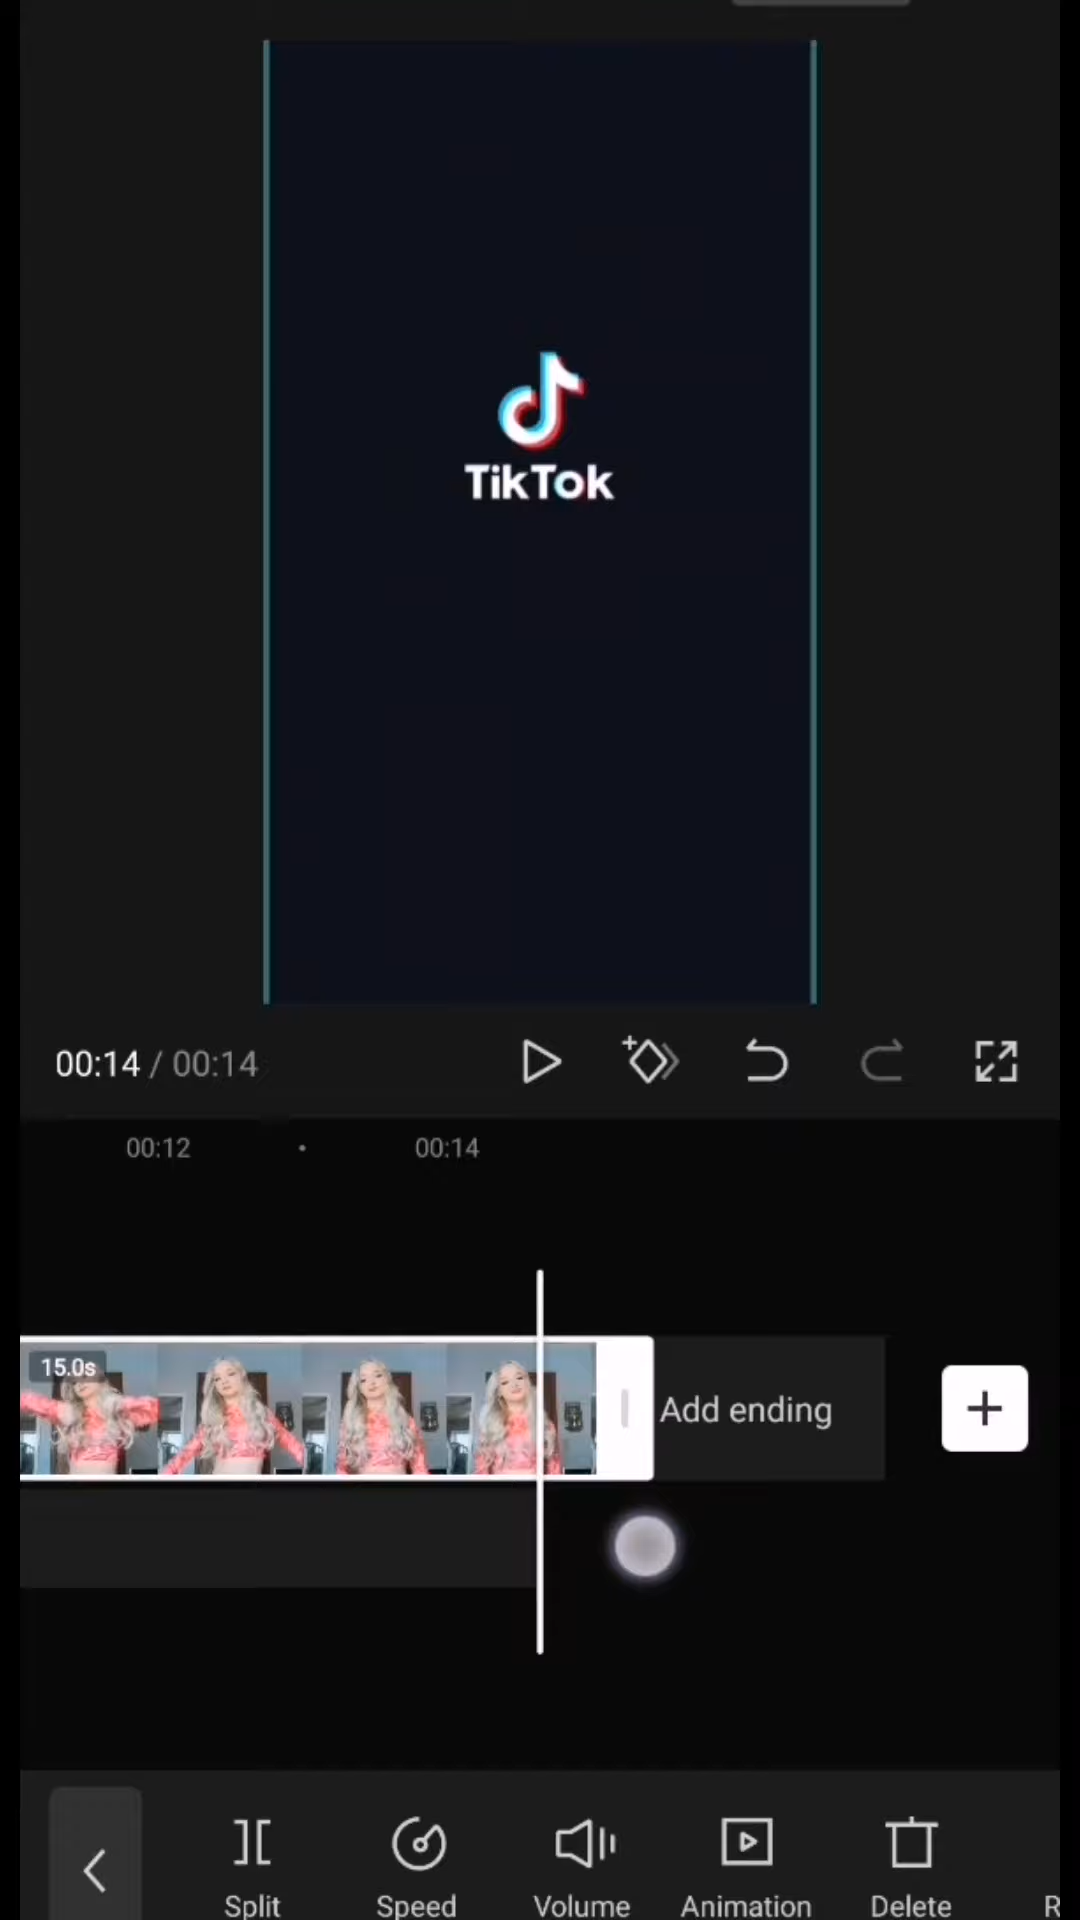 TikTok
00:14 / 00:14
00:12
00:14
15.0s
Add ending
Split
Speed
Volume
Animation
Delete
R